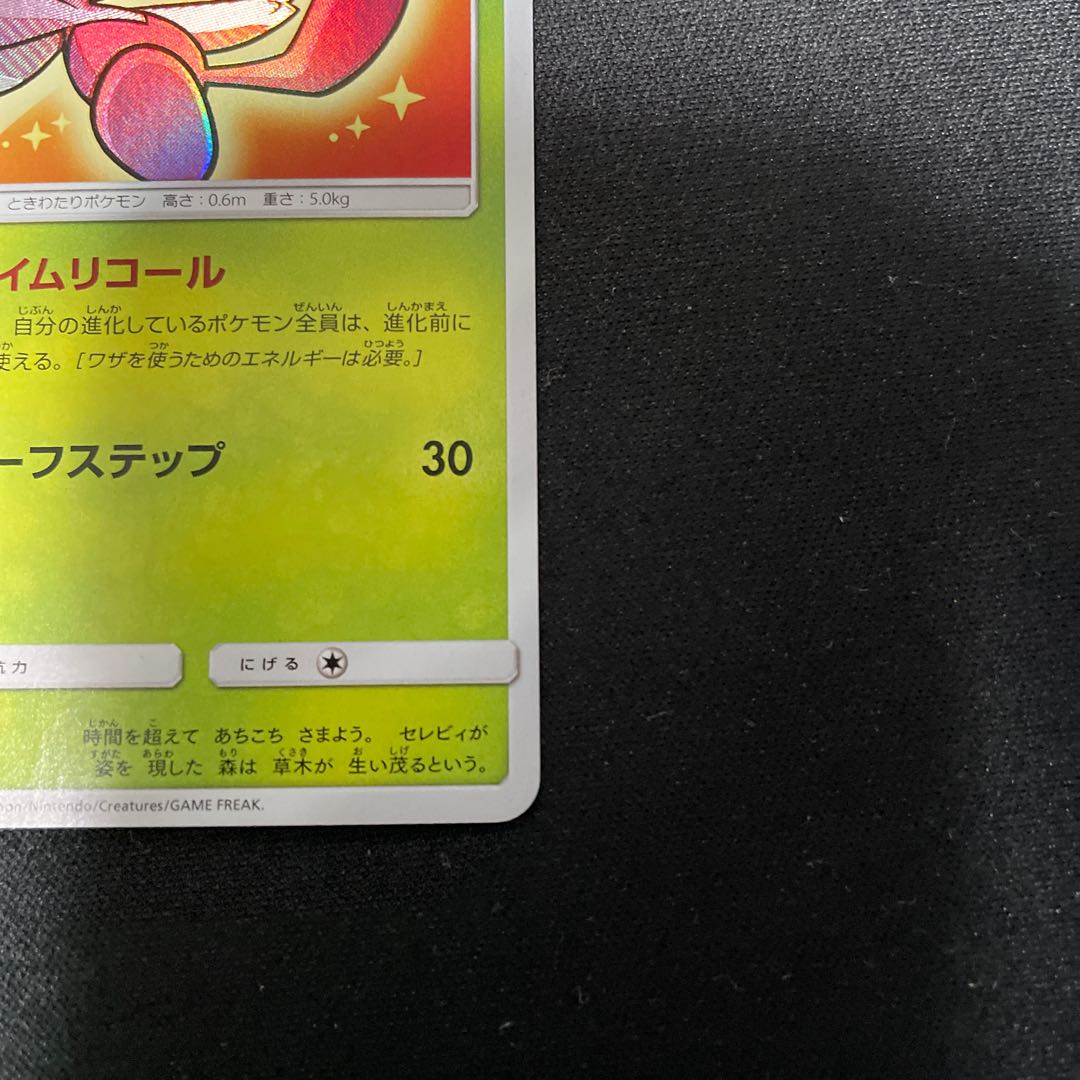 ときわたりポケモン 高さ：0.6m 重さ：5.0kg
イムリコール
じぶん しんか ぜんいん しんかまえ
自分の進化しているポケモン全員は、進化前に
か つか ひつよう
使える。［ワザを使うためのエネルギーは必要。］
ーフステップ 30
抗力 にげる
じかん こ
時間を超えて あちこち さまよう。 セレビィが
すがた あらわ もり くさき お しげ
姿を 現した 森は 草木が 生い茂るという。
mon/Nintendo/Creatures/GAME FREAK.